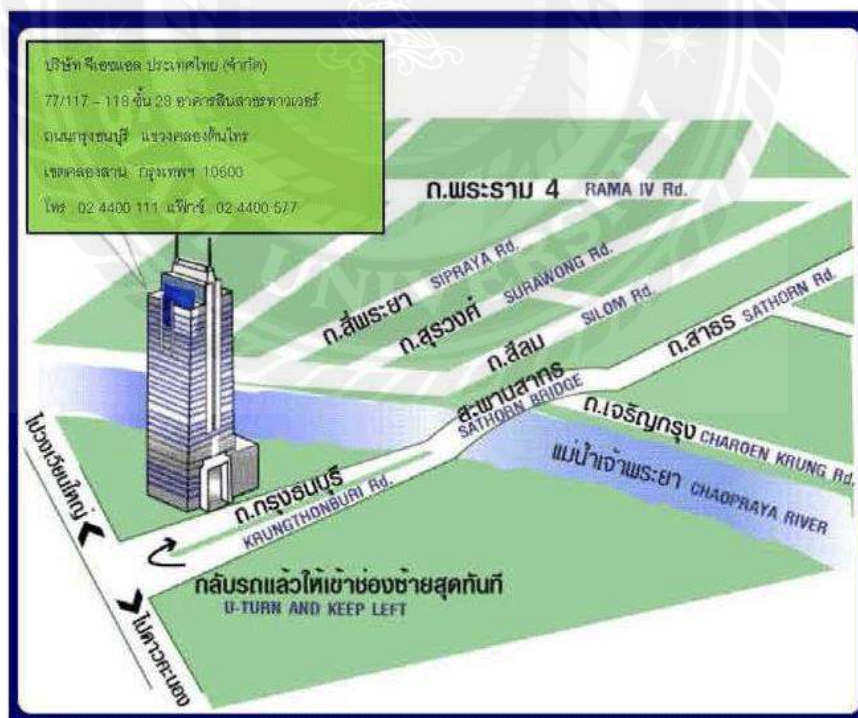 บริษัท จีเอชแอล ประเทศไทย (จำกัด)
77/117 – 118 ชั้น 28 อาคารสินสาธรทาวเวอร์
ถนนกรุงธนบุรี แขวงคลองต้นไทร
เขตคลองสาน กรุงเทพฯ 10600
โทร 02 4400 111 แฟ็กซ์ 02 4400 577
ถ.พระราม 4 RAMA IV Rd.
ถ.สี่พระยา SIPRAYA Rd.
ถ.สุรวงศ์ SURAWONG Rd.
ถ.สีลม SILOM Rd.
ถ.สาธร SATHORN Rd.
สะพานสาทร
SATHORN BRIDGE
ถ.เจริญกรุง CHAROEN KRUNG Rd.
แม่น้ำเจ้าพระยา CHAOPRAYA RIVER
ถ.กรุงธนบุรี
KRUNGTHONBURI Rd.
ไปวงเวียนใหญ่
กลับรถแล้วให้เข้าช่องซ้ายสุดทันที
U-TURN AND KEEP LEFT
ไปดาวคะนอง
UNIVERSITY